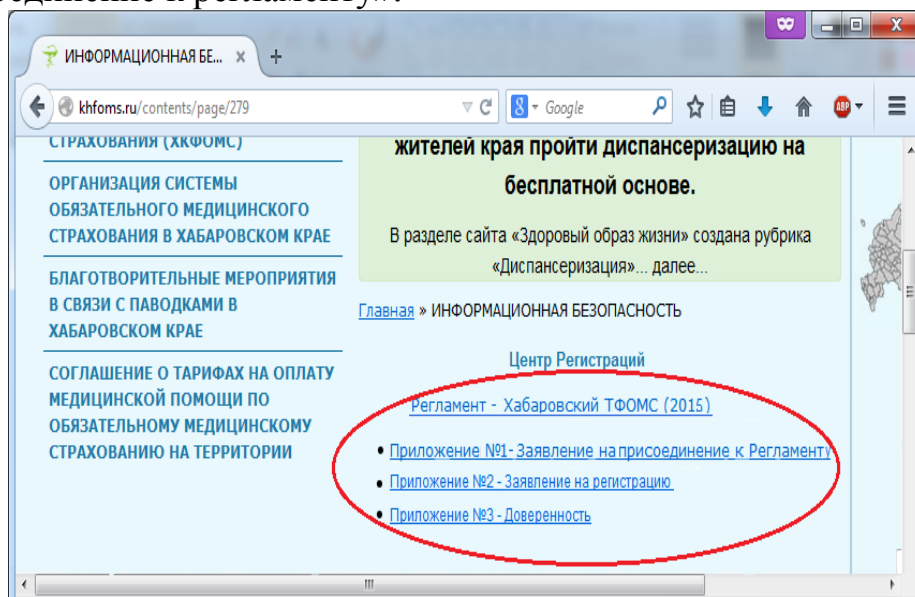 единение к регламенту».
ИНФОРМАЦИОННАЯ БЕ... x +
khfoms.ru/contents/page/279
Google
ABP
СТРАХОВАНИЯ (ХКФОМС)
ОРГАНИЗАЦИЯ СИСТЕМЫ
ОБЯЗАТЕЛЬНОГО МЕДИЦИНСКОГО
СТРАХОВАНИЯ В ХАБАРОВСКОМ КРАЕ
БЛАГОТВОРИТЕЛЬНЫЕ МЕРОПРИЯТИЯ
В СВЯЗИ С ПАВОДКАМИ В
ХАБАРОВСКОМ КРАЕ
СОГЛАШЕНИЕ О ТАРИФАХ НА ОПЛАТУ
МЕДИЦИНСКОЙ ПОМОЩИ ПО
ОБЯЗАТЕЛЬНОМУ МЕДИЦИНСКОМУ
СТРАХОВАНИЮ НА ТЕРРИТОРИИ
жителей края пройти диспансеризацию на
бесплатной основе.
В разделе сайта «Здоровый образ жизни» создана рубрика
«Диспансеризация»... далее...
Главная » ИНФОРМАЦИОННАЯ БЕЗОПАСНОСТЬ
Центр Регистраций
Регламент - Хабаровский ТФОМС (2015)
• Приложение №1- Заявление на присоединение к Регламенту
• Приложение №2 - Заявление на регистрацию
• Приложение №3 - Доверенность